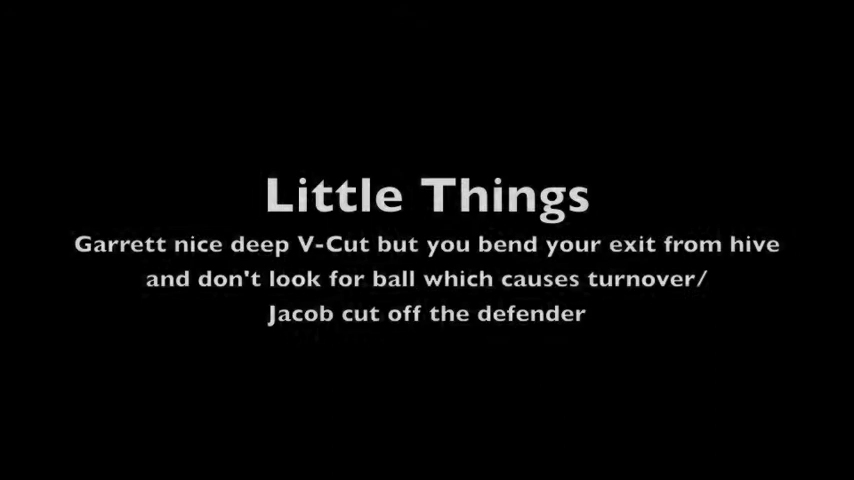 Little Things
Garrett nice deep V-Cut but you bend your exit from hive
and don't look for ball which causes turnover/
Jacob cut off the defender